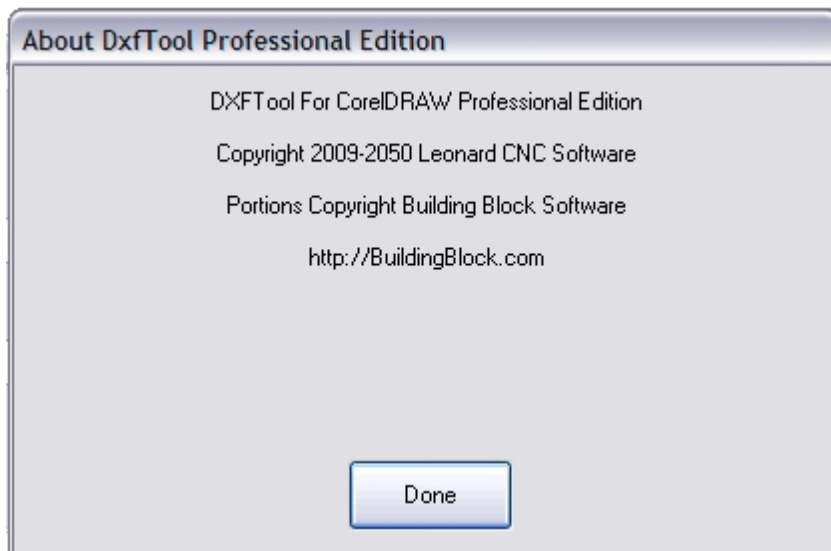 About DxfTool Professional Edition
DXFTool For CorelDRAW Professional Edition
Copyright 2009-2050 Leonard CNC Software
Portions Copyright Building Block Software
http://BuildingBlock.com
Done